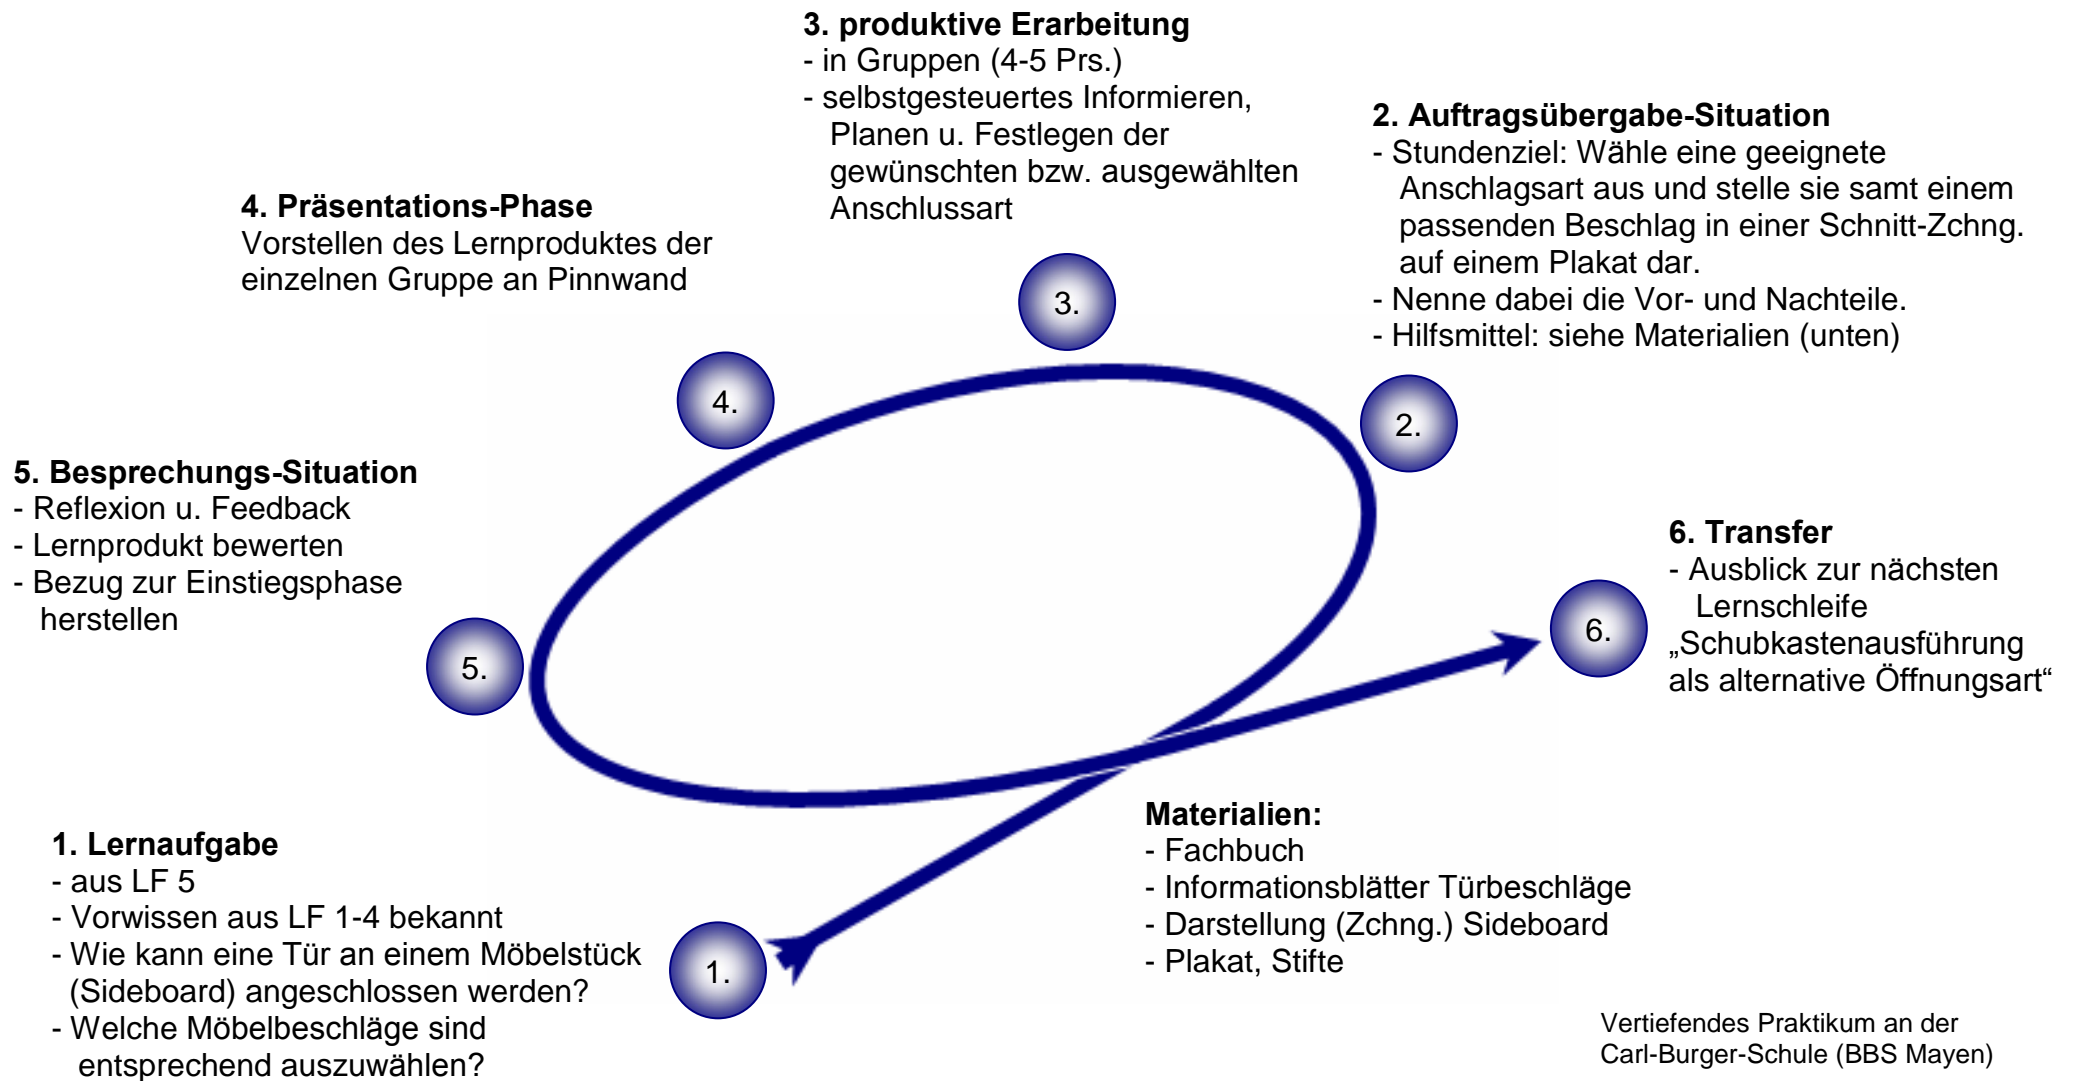 3. produktive Erarbeitung
- in Gruppen (4-5 Prs.)
- selbstgesteuertes Informieren,
Planen u. Festlegen der
gewünschten bzw. ausgewählten
Anschlussart
2. Auftragsübergabe-Situation
- Stundenziel: Wähle eine geeignete
Anschlagsart aus und stelle sie samt einem
passenden Beschlag in einer Schnitt-Zchng.
auf einem Plakat dar.
- Nenne dabei die Vor- und Nachteile.
- Hilfsmittel: siehe Materialien (unten)
4. Präsentations-Phase
Vorstellen des Lernproduktes der
einzelnen Gruppe an Pinnwand
3.
4.
2.
5. Besprechungs-Situation
- Reflexion u. Feedback
- Lernprodukt bewerten
- Bezug zur Einstiegsphase
herstellen
5.
6.
6. Transfer
- Ausblick zur nächsten
Lernschleife
„Schubkastenausführung
als alternative Öffnungsart“
1. Lernaufgabe
- aus LF 5
- Vorwissen aus LF 1-4 bekannt
- Wie kann eine Tür an einem Möbelstück
(Sideboard) angeschlossen werden?
- Welche Möbelbeschläge sind
entsprechend auszuwählen?
1.
Materialien:
- Fachbuch
- Informationsblätter Türbeschläge
- Darstellung (Zchng.) Sideboard
- Plakat, Stifte
Vertiefendes Praktikum an der
Carl-Burger-Schule (BBS Mayen)